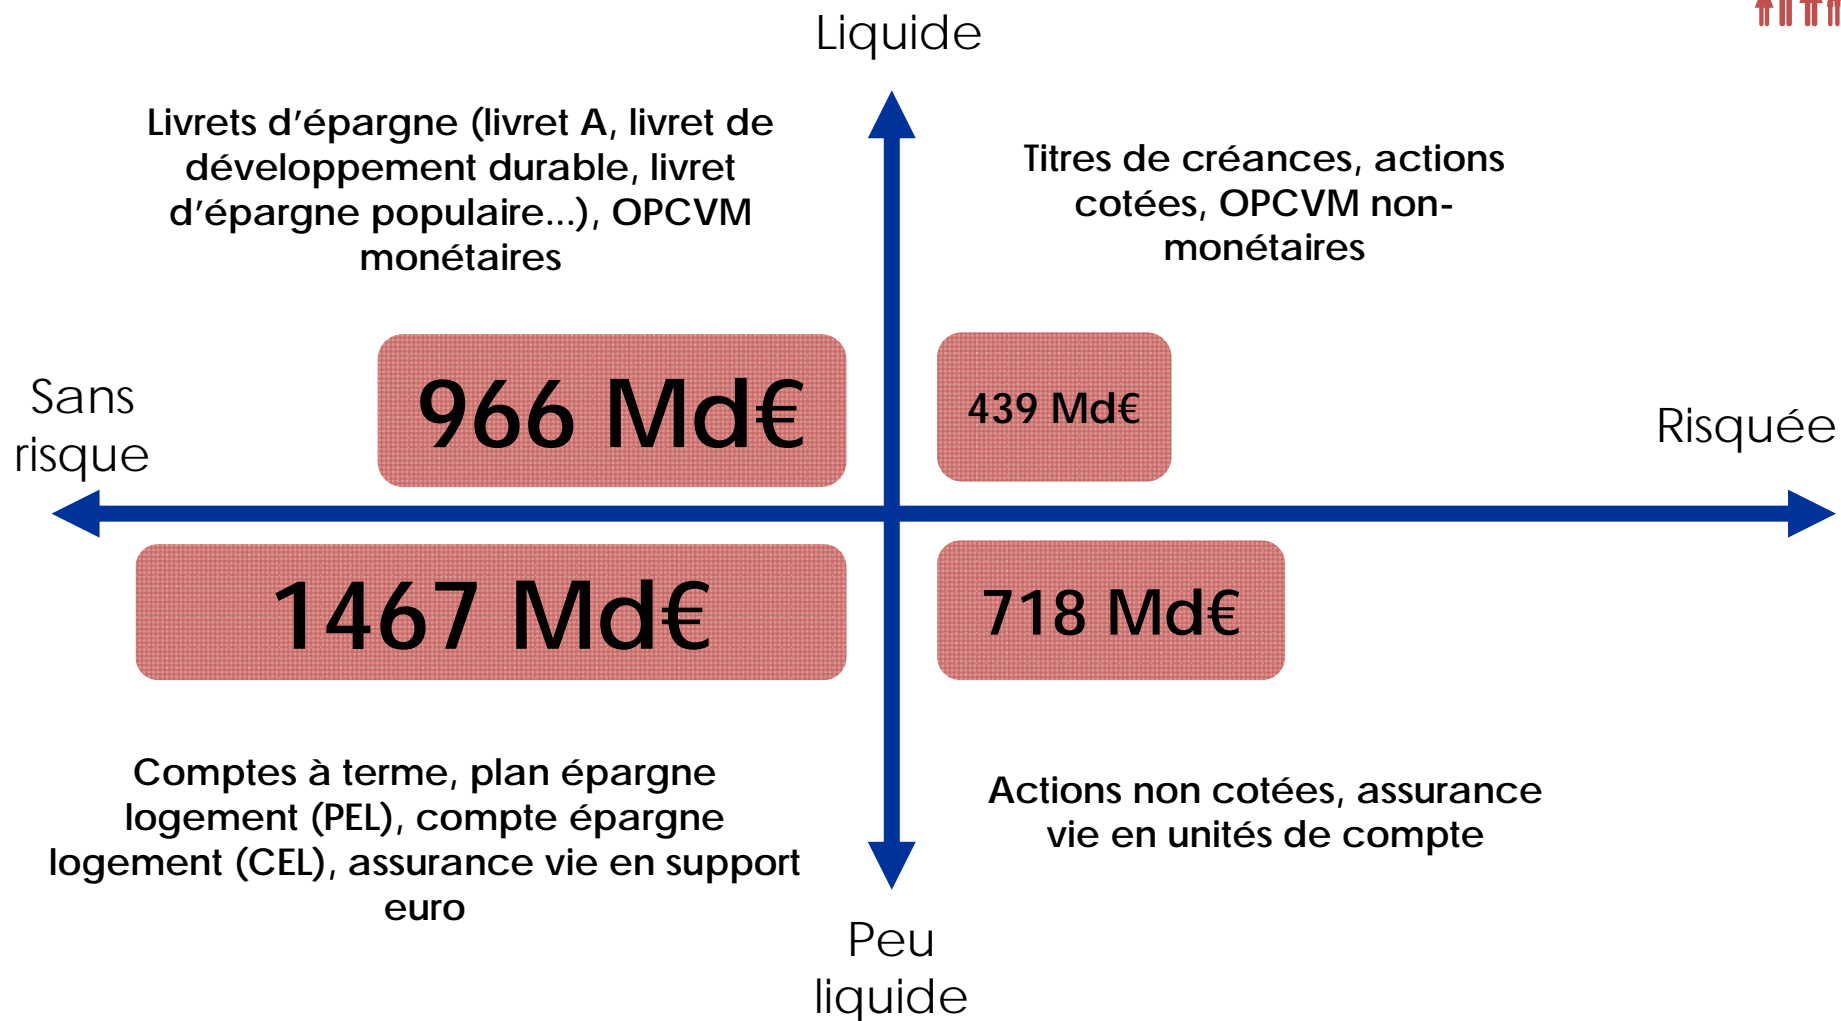 Liquide
Livrets d’épargne (livret A, livret de
développement durable, livret
d’épargne populaire…), OPCVM
monétaires
Titres de créances, actions
cotées, OPCVM non-
monétaires
966 Md€
439 Md€
Sans
risque
Risquée
1467 Md€
718 Md€
Comptes à terme, plan épargne
logement (PEL), compte épargne
logement (CEL), assurance vie en support
euro
Actions non cotées, assurance
vie en unités de compte
Peu
liquide